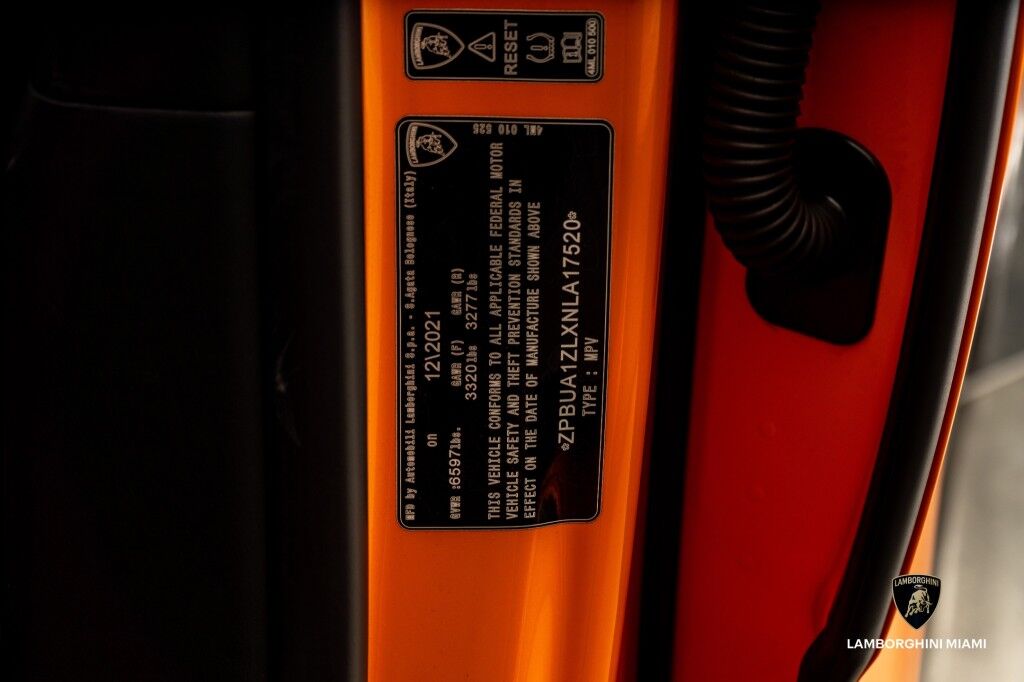 LAMBORGHINI
RESET
4ML 010 500
LAMBORGHINI
4ML 010 525
MFD by Automobili Lamborghini S.p.a. - S.Agata Bolognese (Italy)
on 12\2021
GVWR :6597lbs. GAWR (F) GAWR (R)
3320lbs 3277lbs
THIS VEHICLE CONFORMS TO ALL APPLICABLE FEDERAL MOTOR
VEHICLE SAFETY AND THEFT PREVENTION STANDARDS IN
EFFECT ON THE DATE OF MANUFACTURE SHOWN ABOVE
*ZPBUA1ZLXNLA17520*
TYPE : MPV
LAMBORGHINI
LAMBORGHINI MIAMI